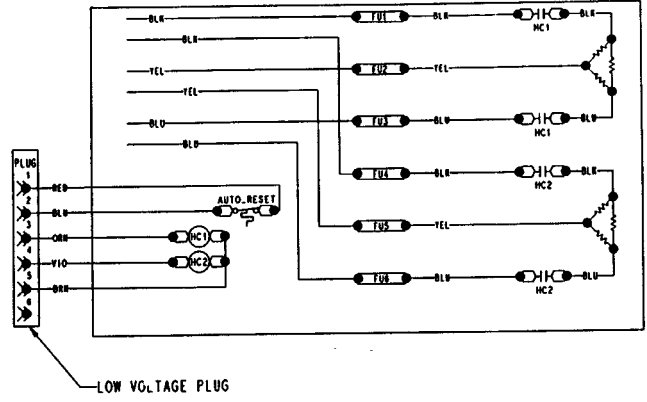 BLK FU1 BLK HC1 BLK
BLK
YEL FU2 YEL
YEL
BLU FU3 BLU HC1 BLU
BLU
FU4 BLK HC2 BLK
FU5 YEL
FU6 BLU HC2 BLU
PLUG
1 RED
2 BLU AUTO_RESET
3 ORN HC1
4 VIO HC2
5 BRN
6
LOW VOLTAGE PLUG